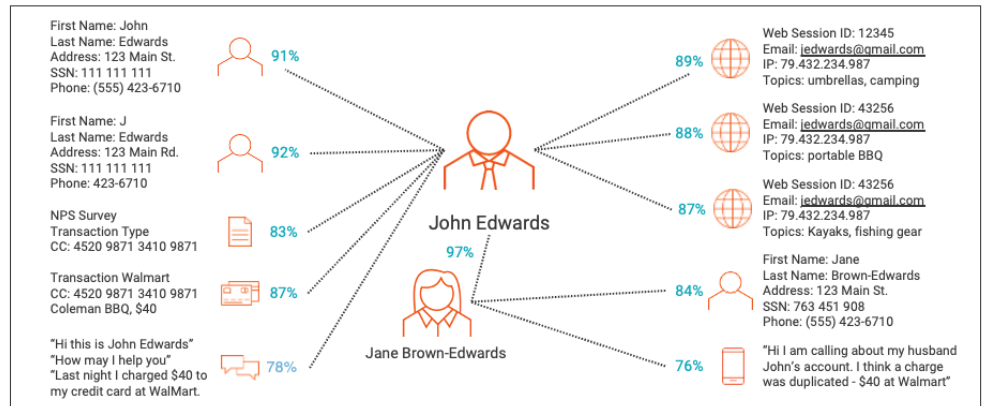 First Name: John
Last Name: Edwards
Address: 123 Main St.
SSN: 111 111 111
Phone: (555) 423-6710
91%
First Name: J
Last Name: Edwards
Address: 123 Main Rd.
SSN: 111 111 111
Phone: 423-6710
92%
NPS Survey
Transaction Type
CC: 4520 9871 3410 9871
83%
Transaction Walmart
CC: 4520 9871 3410 9871
Coleman BBQ, $40
87%
“Hi this is John Edwards”
“How may I help you”
“Last night I charged $40 to
my credit card at WalMart.
78%
John Edwards
97%
Jane Brown-Edwards
89%
Web Session ID: 12345
Email: jedwards@gmail.com
IP: 79.432.234.987
Topics: umbrellas, camping
88%
Web Session ID: 43256
Email: jedwards@gmail.com
IP: 79.432.234.987
Topics: portable BBQ
87%
Web Session ID: 43256
Email: jedwards@gmail.com
IP: 79.432.234.987
Topics: Kayaks, fishing gear
84%
First Name: Jane
Last Name: Brown-Edwards
Address: 123 Main St.
SSN: 763 451 908
Phone: (555) 423-6710
76%
“Hi I am calling about my husband
John’s account. I think a charge
was duplicated - $40 at Walmart”